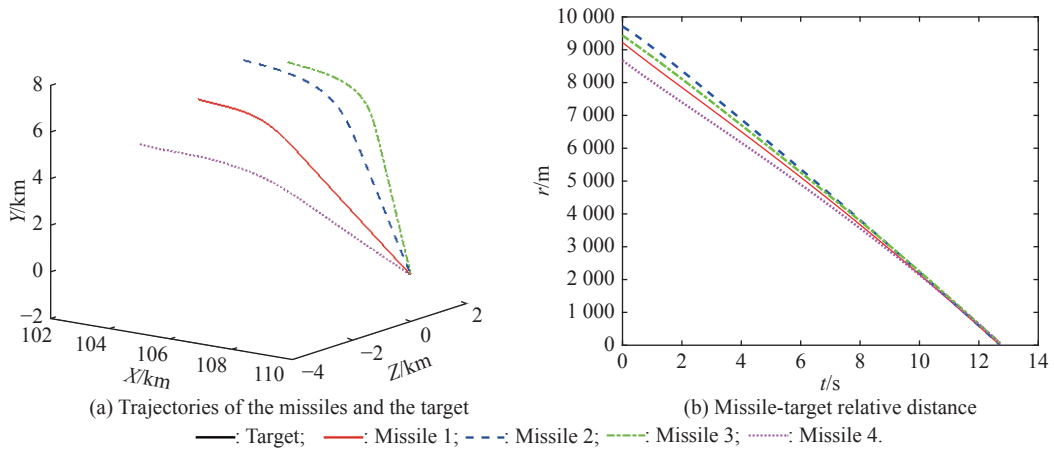 8
6
4
2
0
−2
Y/km
102
104
106
108
110
X/km
−4
−2
0
2
Z/km
(a) Trajectories of the missiles and the target
10 000
9 000
8 000
7 000
6 000
5 000
4 000
3 000
2 000
1 000
0
r/m
0 2 4 6 8 10 12 14
t/s
(b) Missile-target relative distance
: Target; : Missile 1; : Missile 2; : Missile 3; : Missile 4.